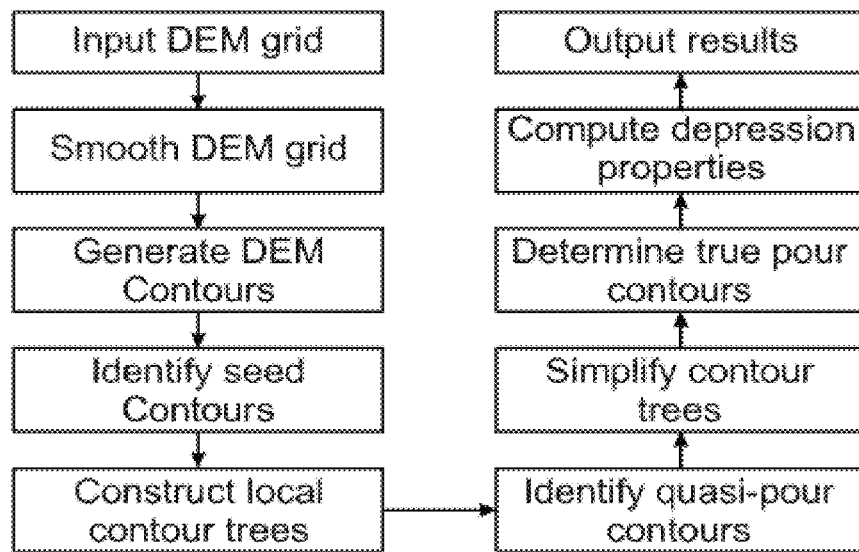 Input DEM grid
Smooth DEM grid
Generate DEM
Contours
Identify seed
Contours
Construct local
contour trees
Identify quasi-pour
contours
Simplify contour
trees
Determine true pour
contours
Compute depression
properties
Output results